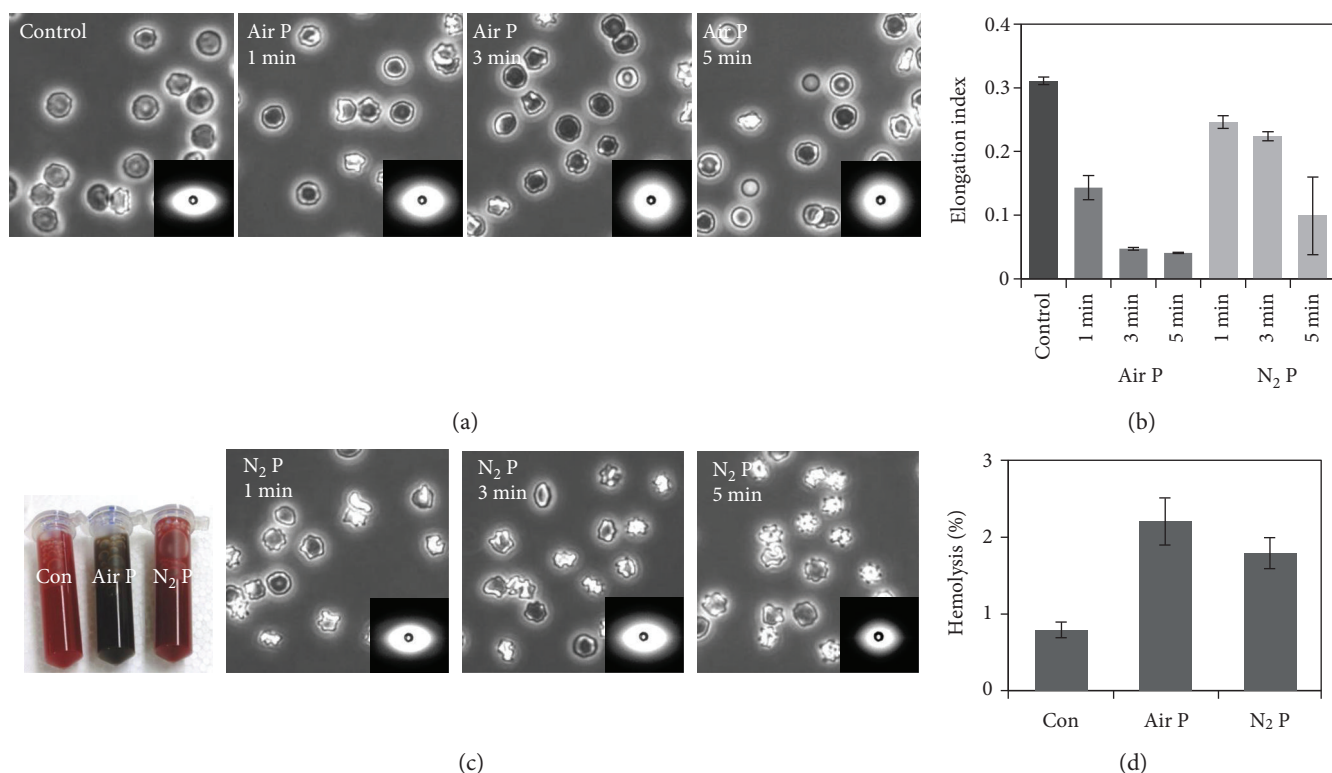 Control
Air P
1 min
Air P
3 min
Air P
5 min
(a)
Elongation index
0.4
0.3
0.2
0.1
0
Control
1 min
3 min
5 min
1 min
3 min
5 min
Air P
N₂ P
(b)
Con
Air P
N₂ P
N₂ P
1 min
N₂ P
3 min
N₂ P
5 min
(c)
Hemolysis (%)
3
2
1
0
Con
Air P
N₂ P
(d)